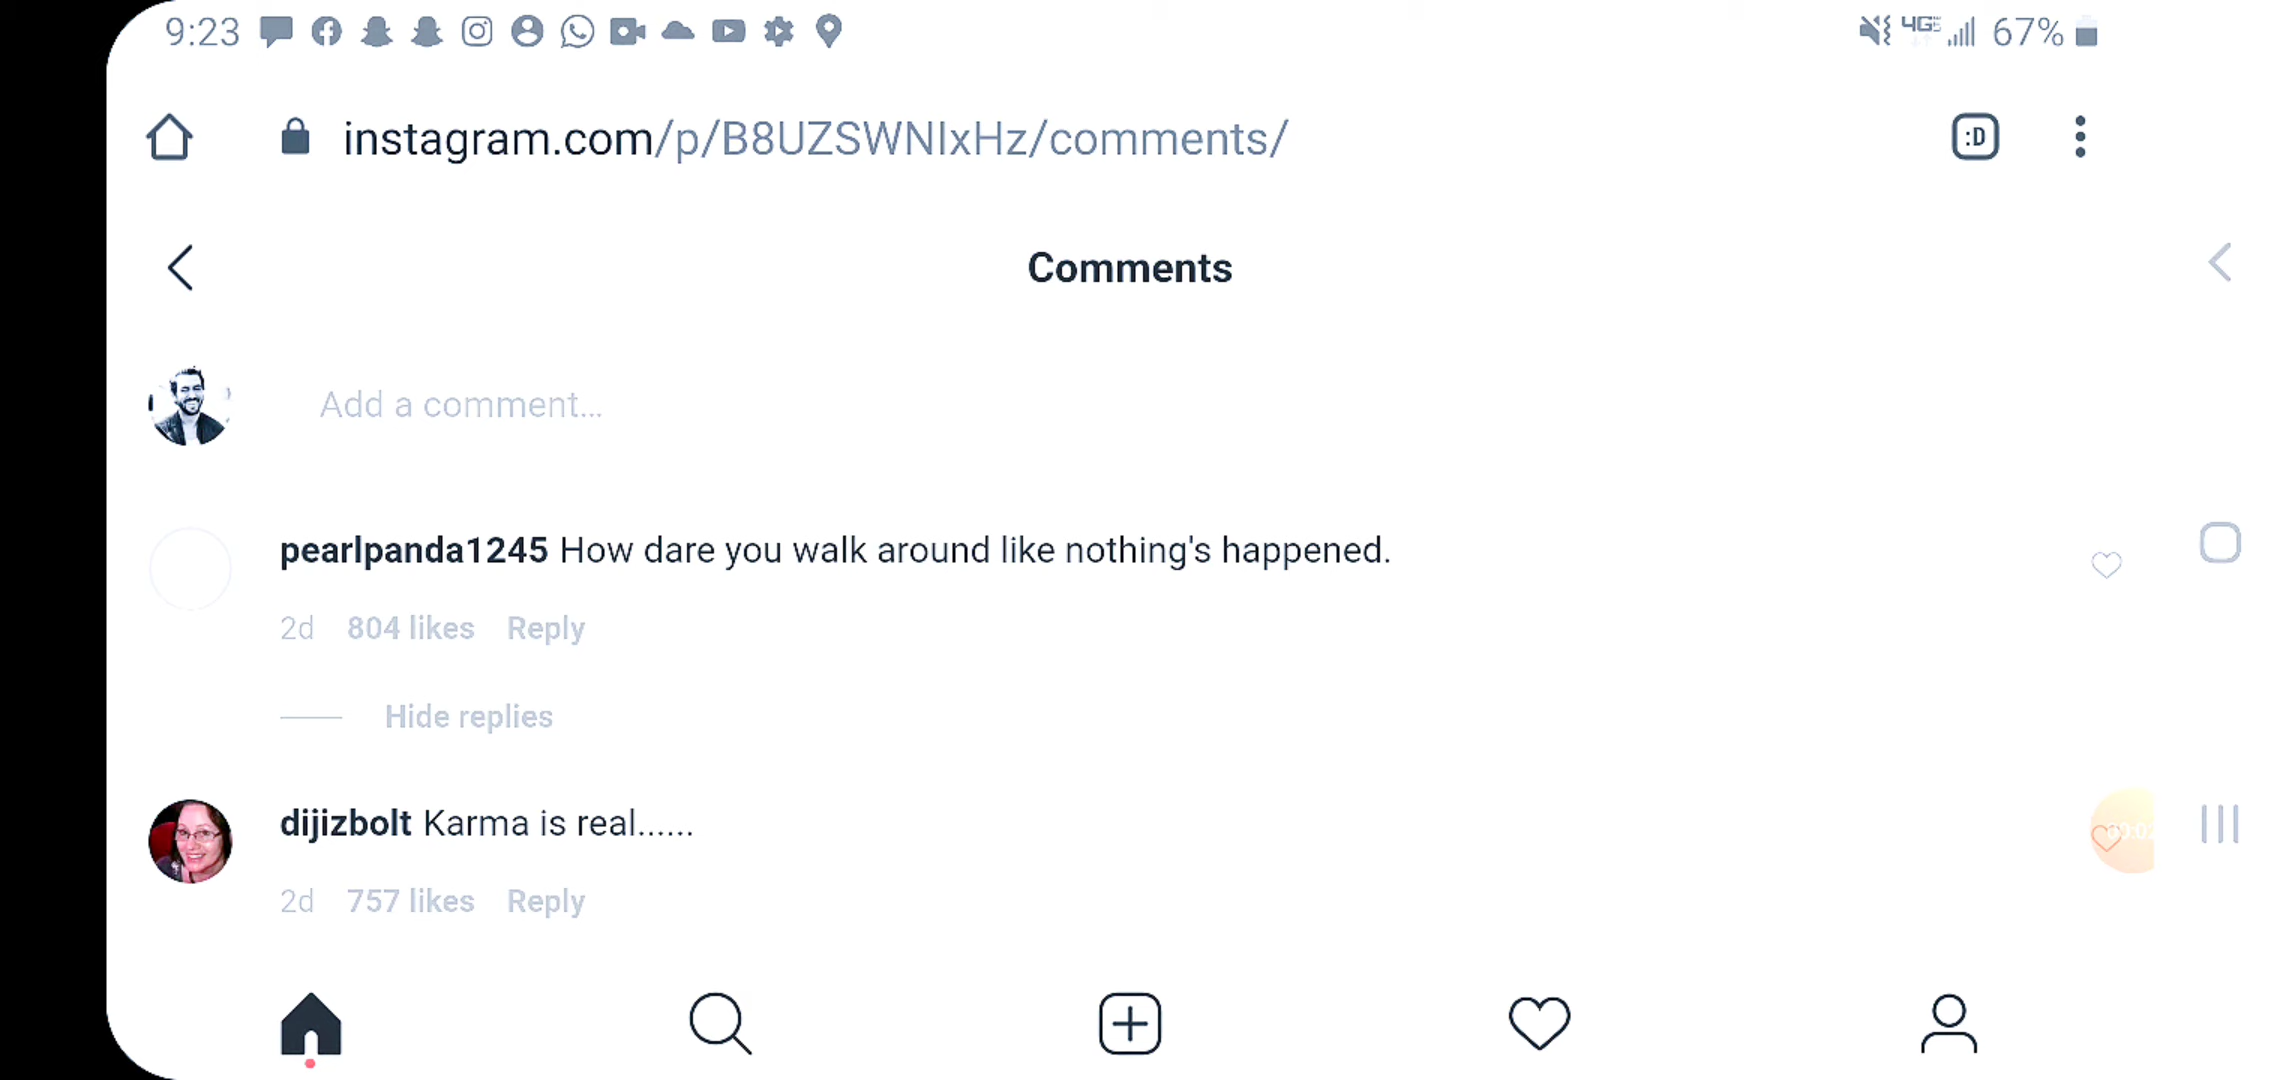 9:23 4G 67%
instagram.com/p/B8UZSWNIxHz/comments/ :D
Comments
Add a comment...
pearlpanda1245 How dare you walk around like nothing's happened.
2d 804 likes Reply
Hide replies
dijizbolt Karma is real......
2d 757 likes Reply